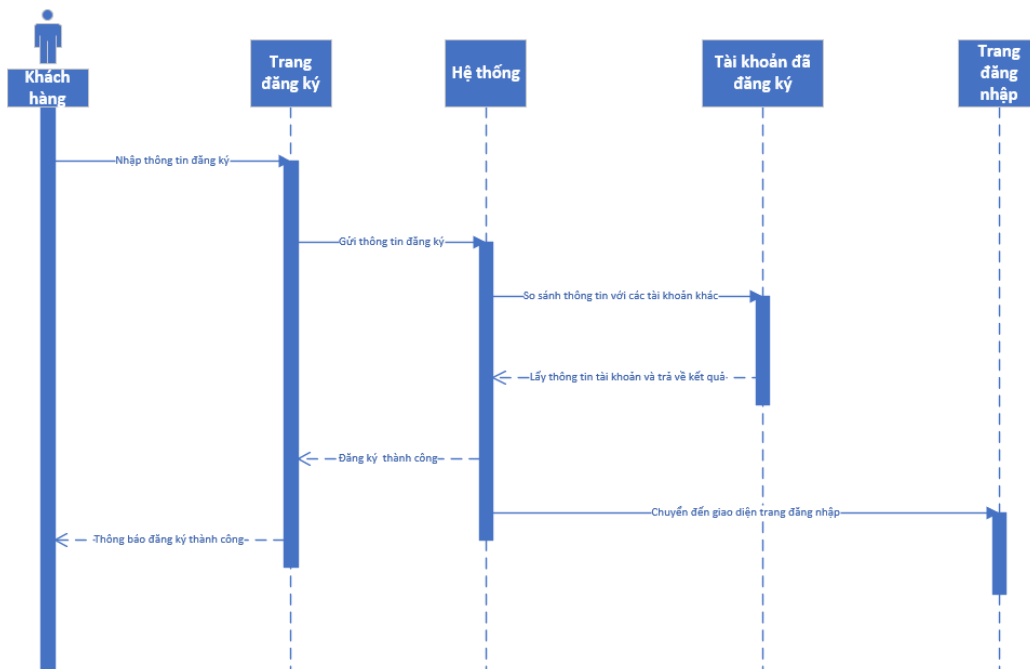 Khách
hàng
Trang
đăng ký
Hệ thống
Tài khoản đã
đăng ký
Trang
đăng
nhập
Nhập thông tin đăng ký
Gửi thông tin đăng ký
So sánh thông tin với các tài khoản khác
Lấy thông tin tài khoản và trả về kết quả
Đăng ký thành công
Chuyển đến giao diện trang đăng nhập
Thông báo đăng ký thành công